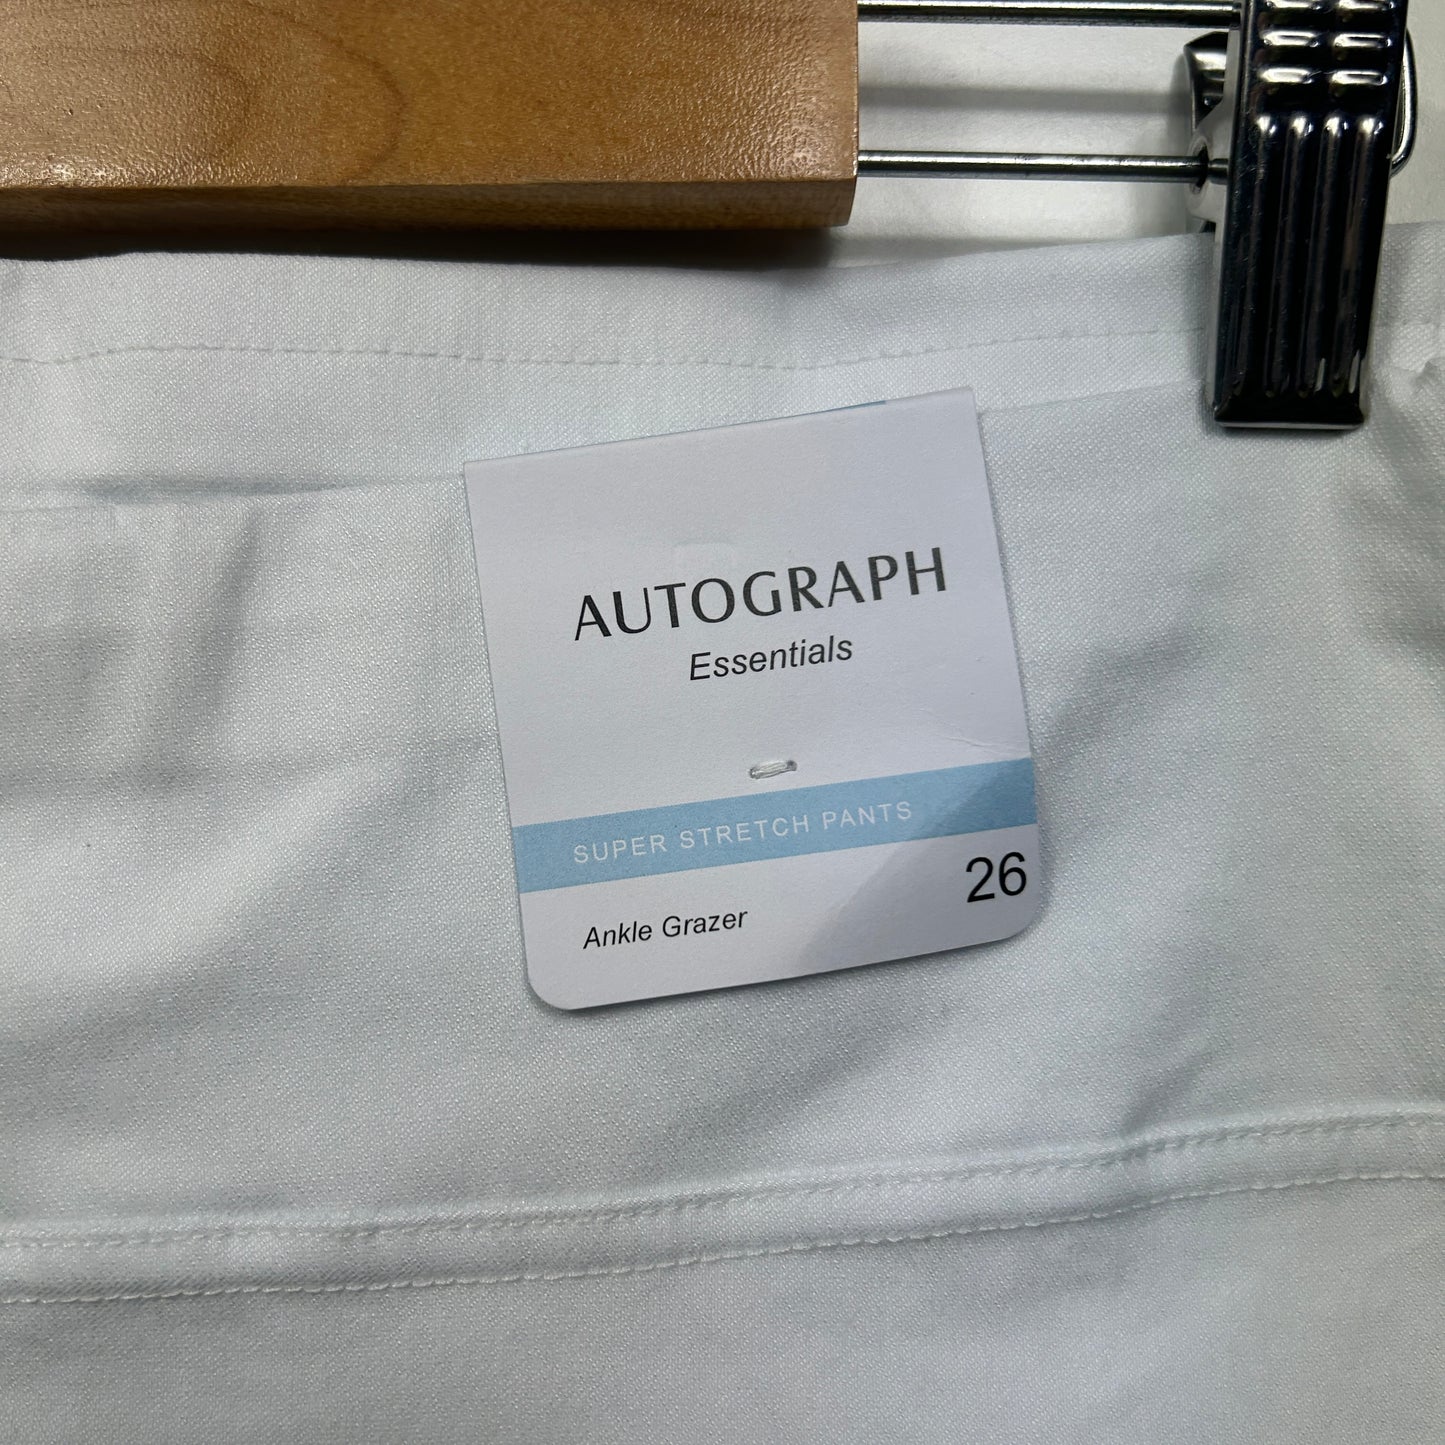 AUTOGRAPH
Essentials
SUPER STRETCH PANTS
26
Ankle Grazer